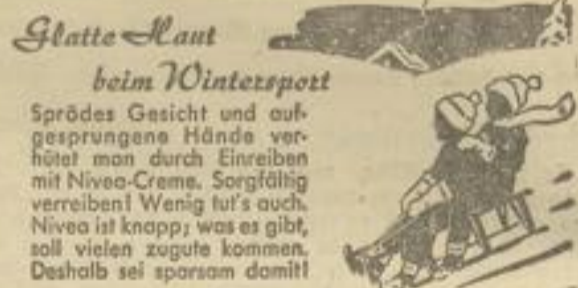 Glatte Haut
beim Wintersport
Sprödes Gesicht und auf-
gesprungene Hände ver-
hütet man durch Einreiben
mit Nivea-Creme. Sorgfältig
verreiben! Wenig tut's auch.
Nivea ist knapp; was es gibt,
soll vielen zugute kommen.
Deshalb sei sparsam damit!